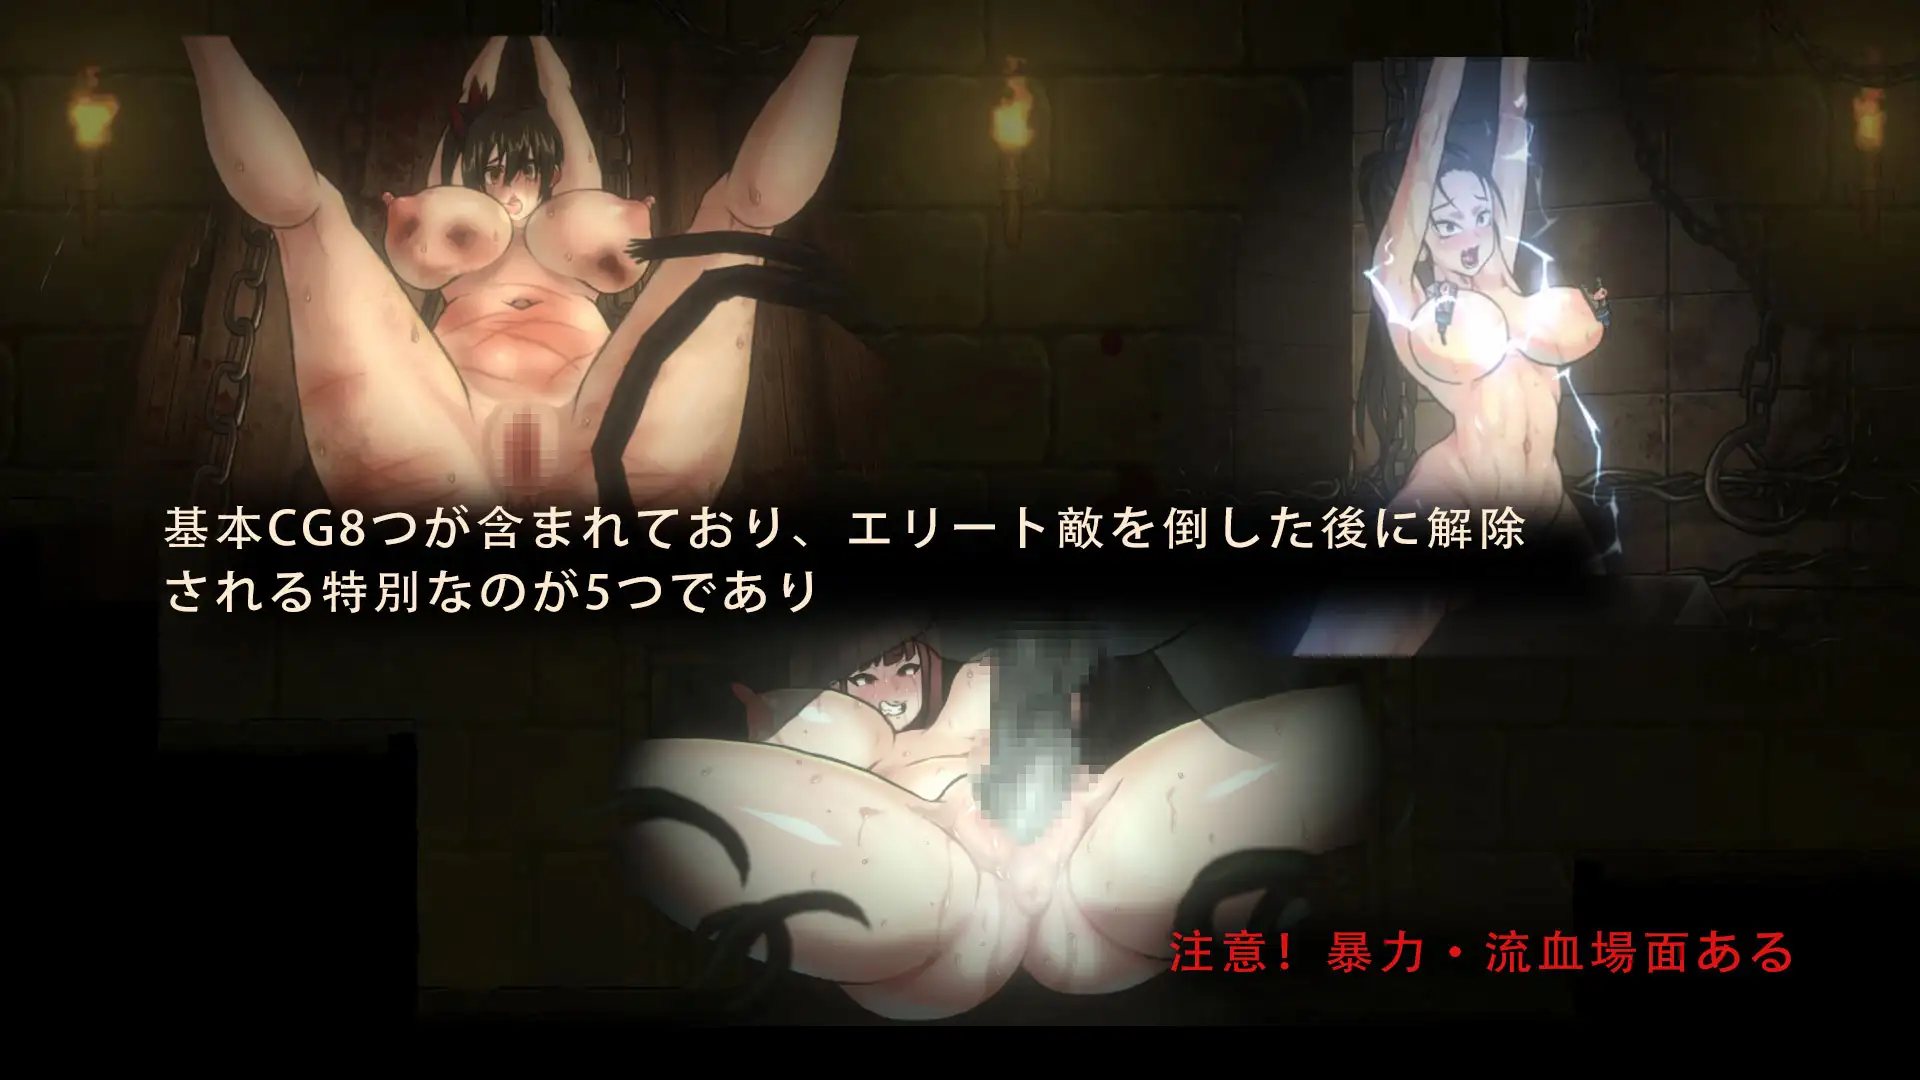 基本CG8つが含まれており、エリート敵を倒した後に解除
される特別なのが5つであり
注意！暴力・流血場面ある